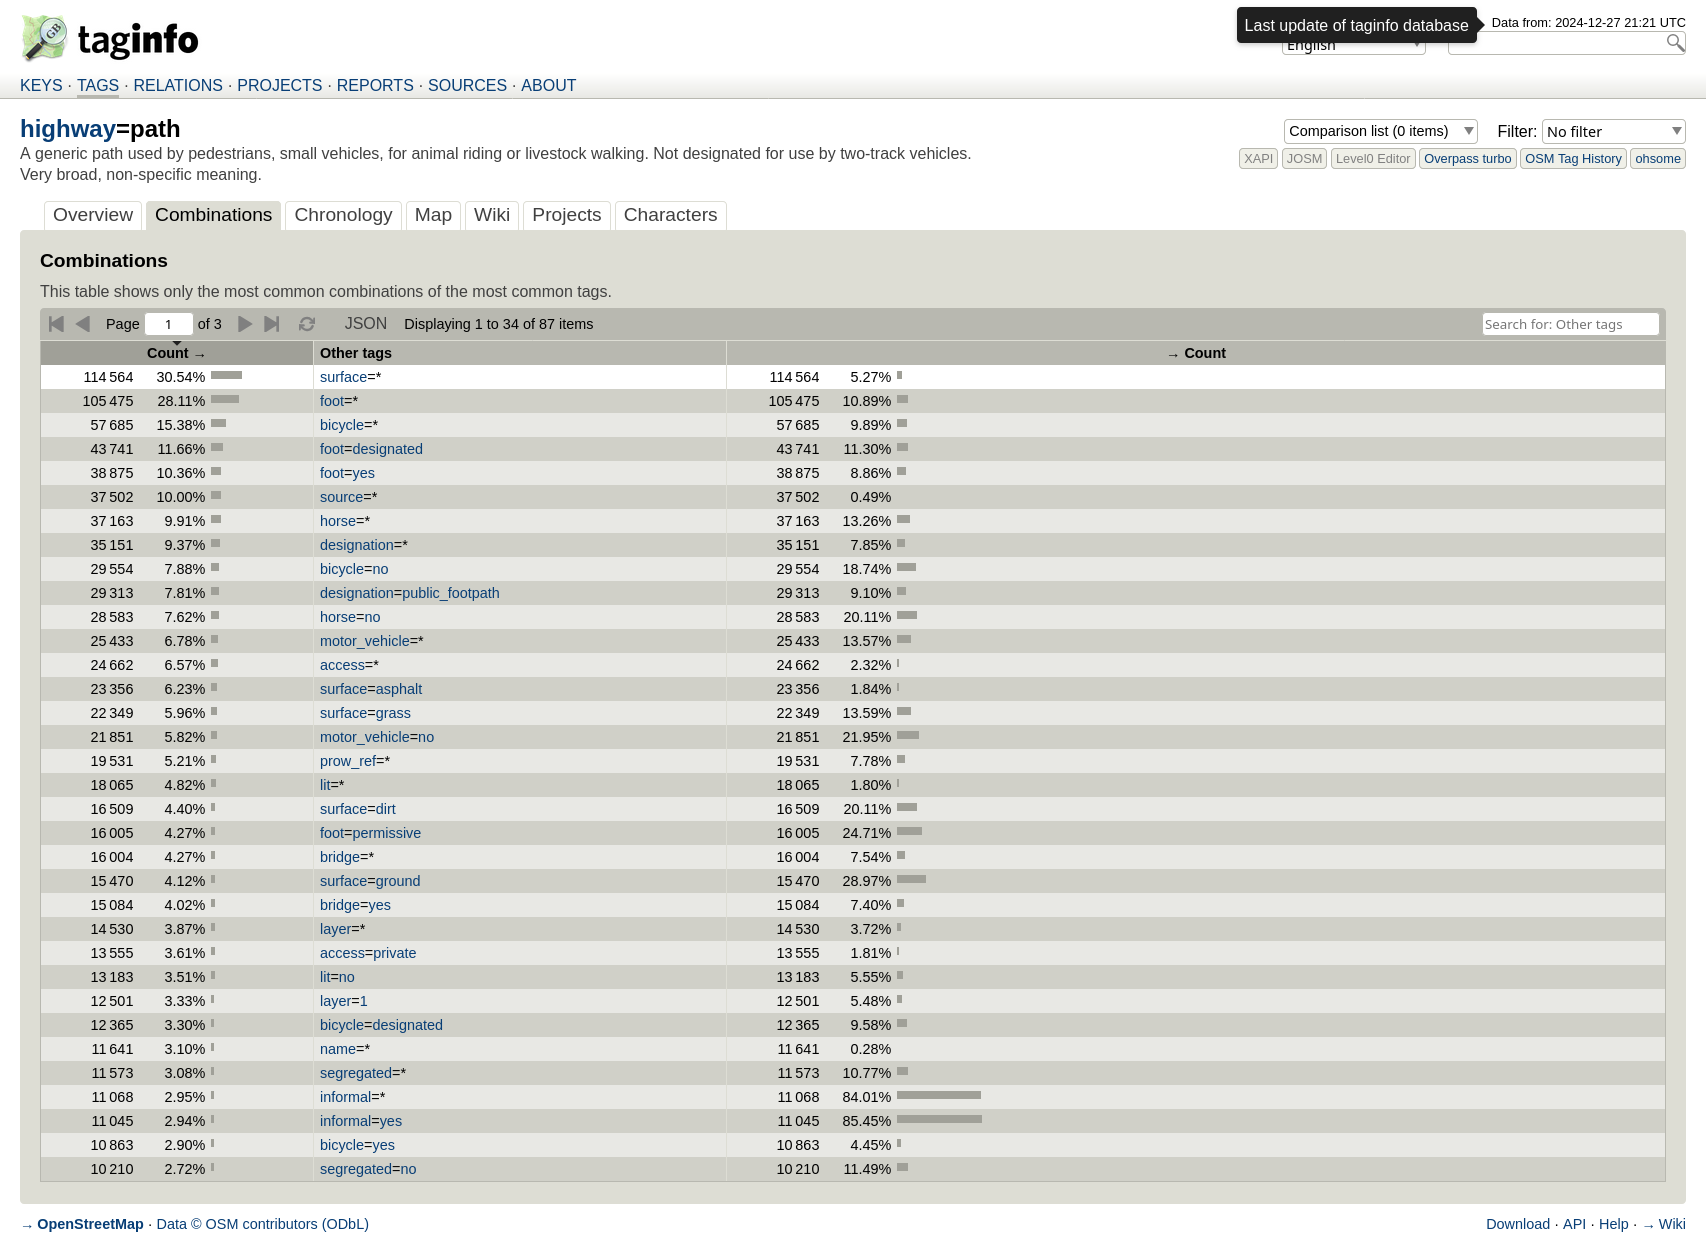 GB taginfo
Last update of taginfo database
Data from: 2024-12-27 21:21 UTC
English
KEYS · TAGS · RELATIONS · PROJECTS · REPORTS · SOURCES · ABOUT
highway=path
Comparison list (0 items) Filter: No filter
A generic path used by pedestrians, small vehicles, for animal riding or livestock walking. Not designated for use by two-track vehicles.
Very broad, non-specific meaning.
XAPI JOSM Level0 Editor Overpass turbo OSM Tag History ohsome
Overview Combinations Chronology Map Wiki Projects Characters
Combinations
This table shows only the most common combinations of the most common tags.
Page 1 of 3 JSON Displaying 1 to 34 of 87 items Search for: Other tags
Count → Other tags → Count
114 564 30.54% surface=* 114 564 5.27%
105 475 28.11% foot=* 105 475 10.89%
57 685 15.38% bicycle=* 57 685 9.89%
43 741 11.66% foot=designated 43 741 11.30%
38 875 10.36% foot=yes 38 875 8.86%
37 502 10.00% source=* 37 502 0.49%
37 163 9.91% horse=* 37 163 13.26%
35 151 9.37% designation=* 35 151 7.85%
29 554 7.88% bicycle=no 29 554 18.74%
29 313 7.81% designation=public_footpath 29 313 9.10%
28 583 7.62% horse=no 28 583 20.11%
25 433 6.78% motor_vehicle=* 25 433 13.57%
24 662 6.57% access=* 24 662 2.32%
23 356 6.23% surface=asphalt 23 356 1.84%
22 349 5.96% surface=grass 22 349 13.59%
21 851 5.82% motor_vehicle=no 21 851 21.95%
19 531 5.21% prow_ref=* 19 531 7.78%
18 065 4.82% lit=* 18 065 1.80%
16 509 4.40% surface=dirt 16 509 20.11%
16 005 4.27% foot=permissive 16 005 24.71%
16 004 4.27% bridge=* 16 004 7.54%
15 470 4.12% surface=ground 15 470 28.97%
15 084 4.02% bridge=yes 15 084 7.40%
14 530 3.87% layer=* 14 530 3.72%
13 555 3.61% access=private 13 555 1.81%
13 183 3.51% lit=no 13 183 5.55%
12 501 3.33% layer=1 12 501 5.48%
12 365 3.30% bicycle=designated 12 365 9.58%
11 641 3.10% name=* 11 641 0.28%
11 573 3.08% segregated=* 11 573 10.77%
11 068 2.95% informal=* 11 068 84.01%
11 045 2.94% informal=yes 11 045 85.45%
10 863 2.90% bicycle=yes 10 863 4.45%
10 210 2.72% segregated=no 10 210 11.49%
→ OpenStreetMap · Data © OSM contributors (ODbL)
Download · API · Help · → Wiki